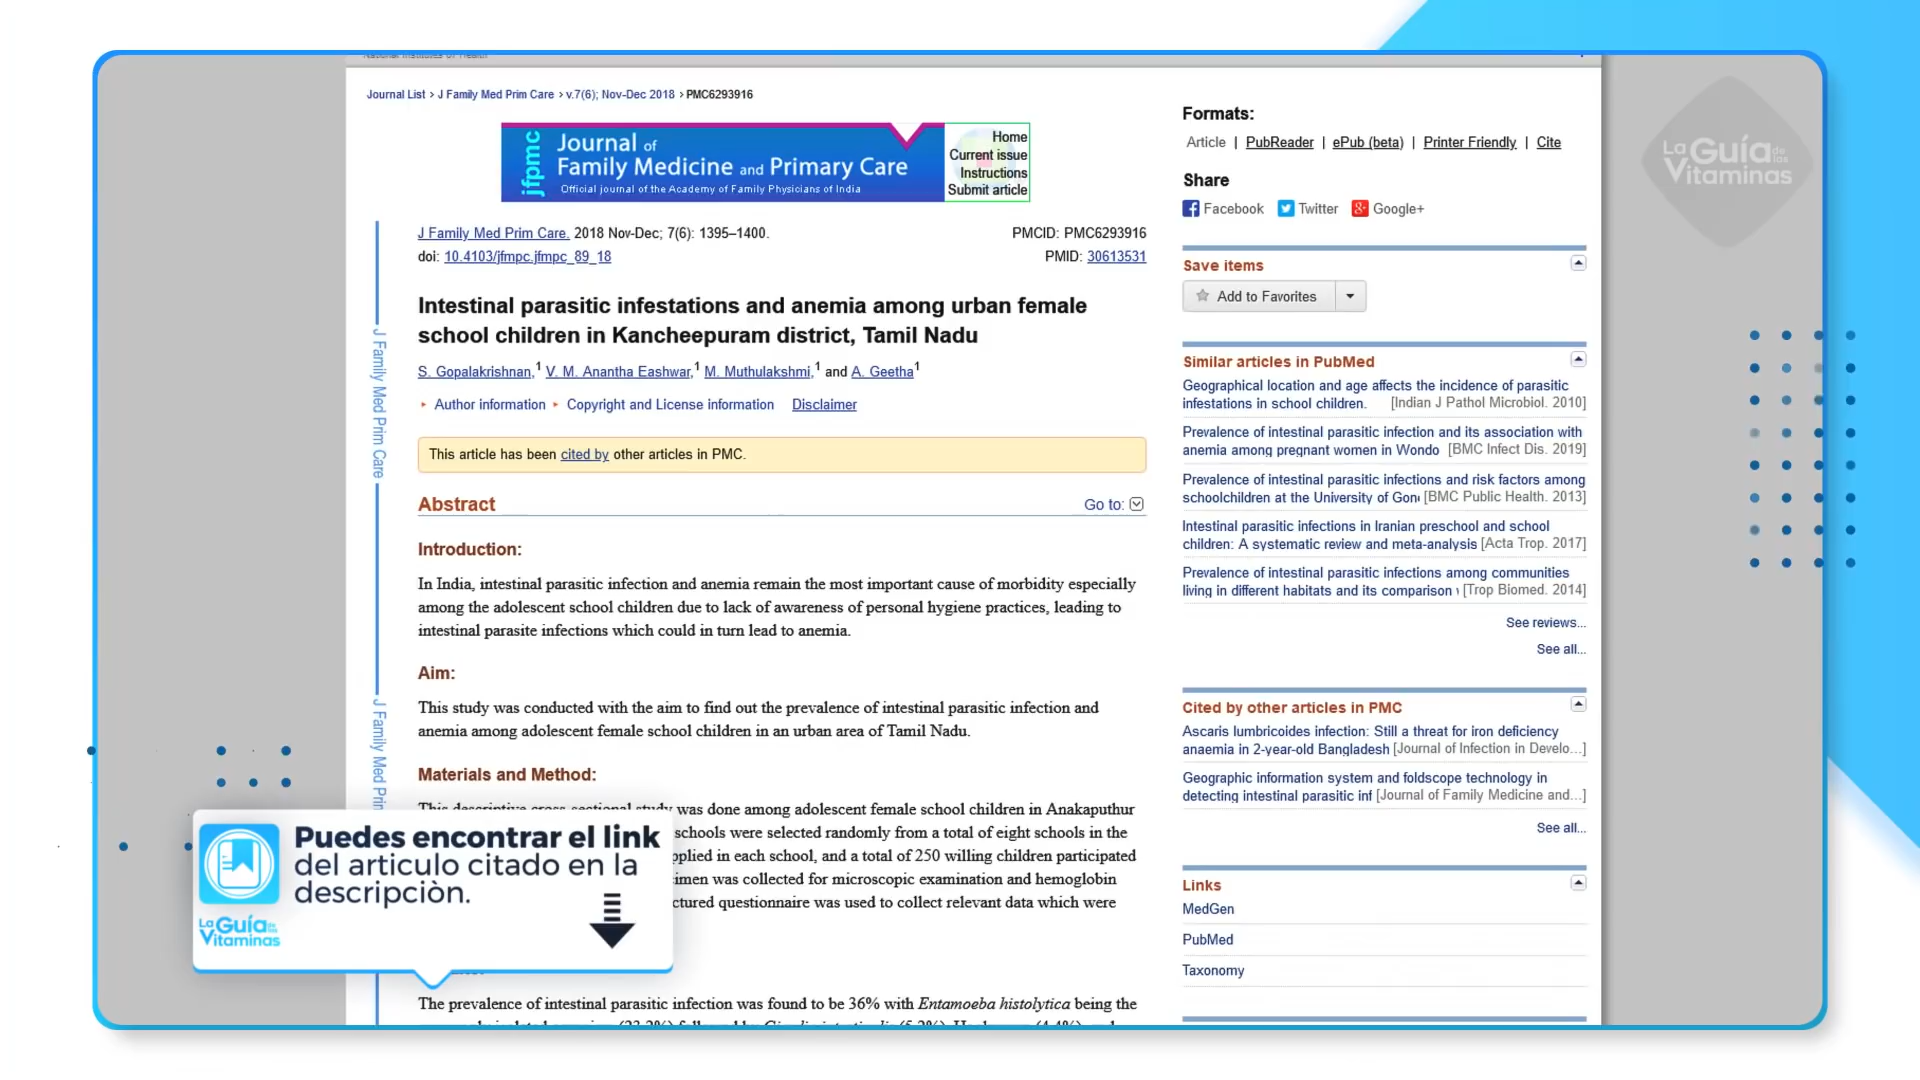 National Institutes of Health
Journal List > J Family Med Prim Care > v.7(6); Nov-Dec 2018 > PMC6293916
jfpmc
Journal of
Family Medicine and Primary Care
Official journal of the Academy of Family Physicians of India
Home
Current issue
Instructions
Submit article
J Family Med Prim Care. 2018 Nov-Dec; 7(6): 1395–1400.
PMCID: PMC6293916
doi: 10.4103/jfmpc.jfmpc_89_18
PMID: 30613531
Intestinal parasitic infestations and anemia among urban female
school children in Kancheepuram district, Tamil Nadu
S. Gopalakrishnan,1 V. M. Anantha Eashwar,1 M. Muthulakshmi,1 and A. Geetha1
Author information Copyright and License information Disclaimer
This article has been cited by other articles in PMC.
Abstract
Go to:
Introduction:
In India, intestinal parasitic infection and anemia remain the most important cause of morbidity especially
among the adolescent school children due to lack of awareness of personal hygiene practices, leading to
intestinal parasite infections which could in turn lead to anemia.
Aim:
This study was conducted with the aim to find out the prevalence of intestinal parasitic infection and
anemia among adolescent female school children in an urban area of Tamil Nadu.
Materials and Method:
This descriptive cross-sectional study was done among adolescent female school children in Anakaputhur
schools were selected randomly from a total of eight schools in the
pplied in each school, and a total of 250 willing children participated
imen was collected for microscopic examination and hemoglobin
ctured questionnaire was used to collect relevant data which were
The prevalence of intestinal parasitic infection was found to be 36% with Entamoeba histolytica being the
J Family Med Prim Care
J Family Med Prim
Puedes encontrar el link
del articulo citado en la
descripciòn.
La Guía de las
Vitaminas
Formats:
Article | PubReader | ePub (beta) | Printer Friendly | Cite
Share
Facebook Twitter Google+
Save items
Add to Favorites
Similar articles in PubMed
Geographical location and age affects the incidence of parasitic
infestations in school children. [Indian J Pathol Microbiol. 2010]
Prevalence of intestinal parasitic infection and its association with
anemia among pregnant women in Wondo [BMC Infect Dis. 2019]
Prevalence of intestinal parasitic infections and risk factors among
schoolchildren at the University of Gon [BMC Public Health. 2013]
Intestinal parasitic infections in Iranian preschool and school
children: A systematic review and meta-analysis [Acta Trop. 2017]
Prevalence of intestinal parasitic infections among communities
living in different habitats and its comparison [Trop Biomed. 2014]
See reviews...
See all...
Cited by other articles in PMC
Ascaris lumbricoides infection: Still a threat for iron deficiency
anaemia in 2-year-old Bangladesh [Journal of Infection in Develo...]
Geographic information system and foldscope technology in
detecting intestinal parasitic inf [Journal of Family Medicine and...]
See all...
Links
MedGen
PubMed
Taxonomy
La Guía de las
Vitaminas